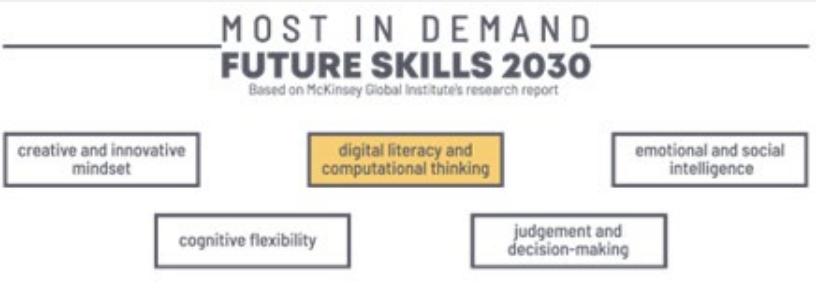 MOST IN DEMAND
FUTURE SKILLS 2030
Based on McKinsey Global Institute's research report
creative and innovative
mindset
digital literacy and
computational thinking
emotional and social
intelligence
cognitive flexibility
judgement and
decision-making